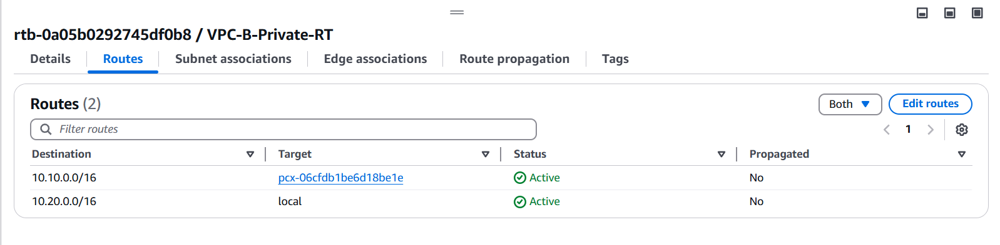 rtb-0a05b0292745df0b8 / VPC-B-Private-RT
Details Routes Subnet associations Edge associations Route propagation Tags
Routes (2) Both Edit routes
Filter routes 1
Destination Target Status Propagated
10.10.0.0/16 pcx-06cfdb1be6d18be1e Active No
10.20.0.0/16 local Active No